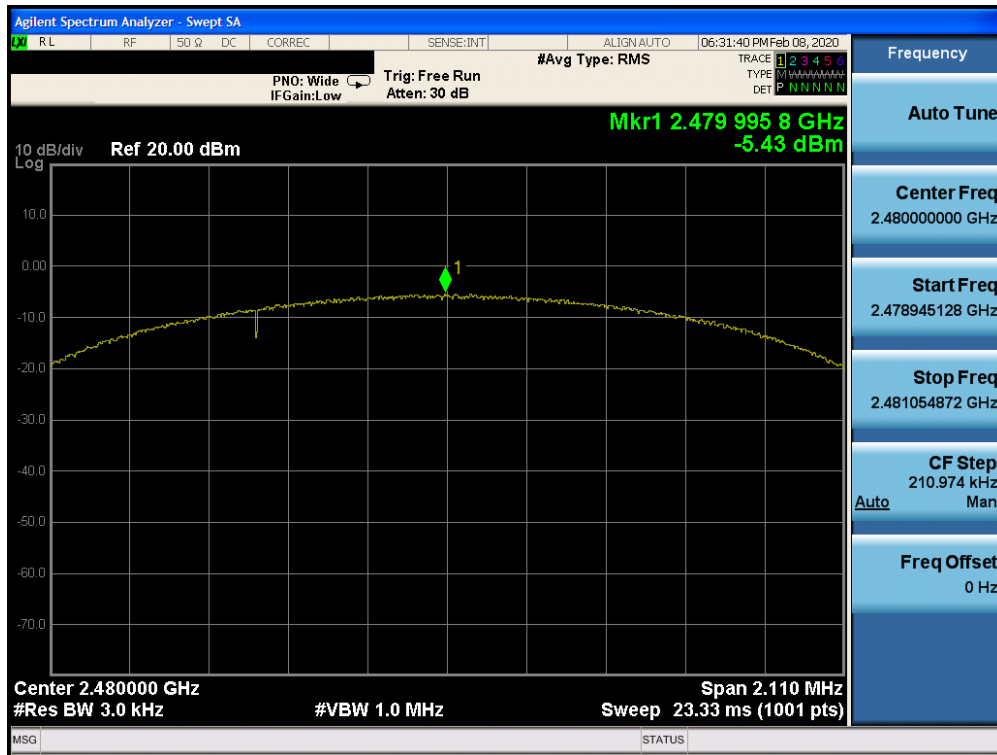 Agilent Spectrum Analyzer - Swept SA
LXI RL RF 50 Ω DC CORREC SENSE:INT ALIGN AUTO 06:31:40 PM Feb 08, 2020
Frequency
PNO: Wide
IFGain:Low
Trig: Free Run
Atten: 30 dB
#Avg Type: RMS
TRACE 1 2 3 4 5 6
TYPE M
DET P N N N N N
Mkr1 2.479 995 8 GHz
-5.43 dBm
10 dB/div Ref 20.00 dBm
Log
10.0
0.00
-10.0
-20.0
-30.0
-40.0
-50.0
-60.0
-70.0
1
Center 2.480000 GHz Span 2.110 MHz
#Res BW 3.0 kHz #VBW 1.0 MHz Sweep 23.33 ms (1001 pts)
MSG STATUS
Auto Tune
Center Freq
2.480000000 GHz
Start Freq
2.478945128 GHz
Stop Freq
2.481054872 GHz
CF Step
210.974 kHz
Auto Man
Freq Offset
0 Hz